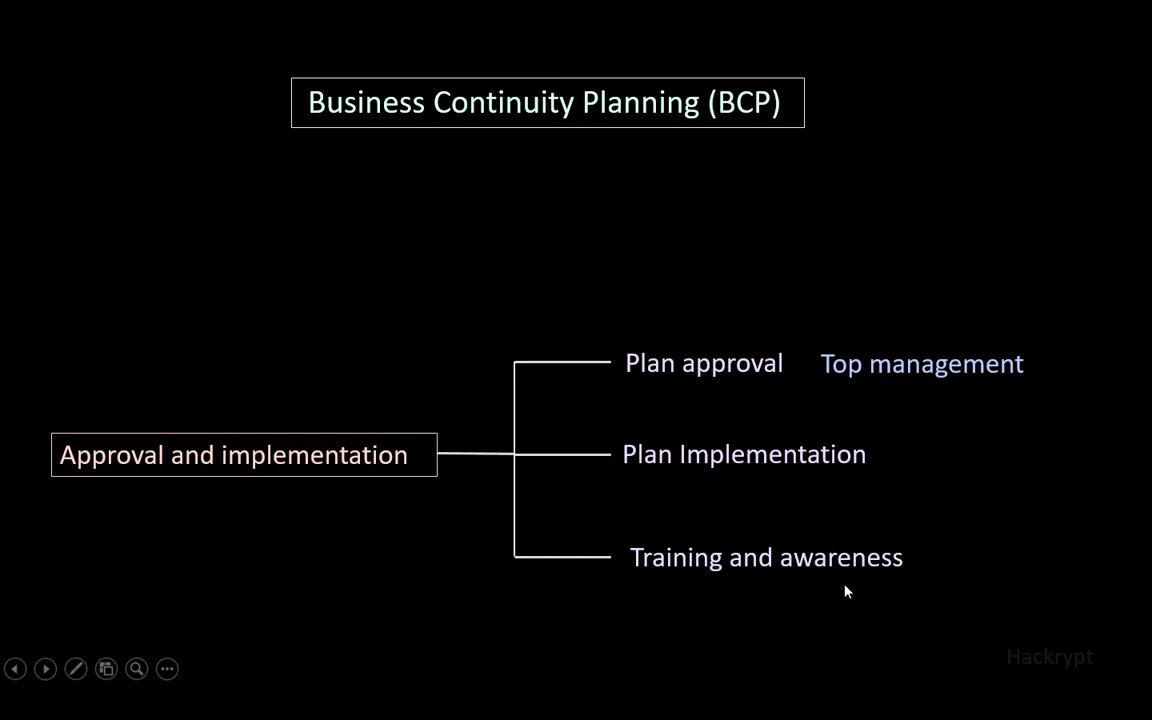 Business Continuity Planning (BCP)
Plan approval Top management
Approval and implementation
Plan Implementation
Training and awareness
Hackrypt